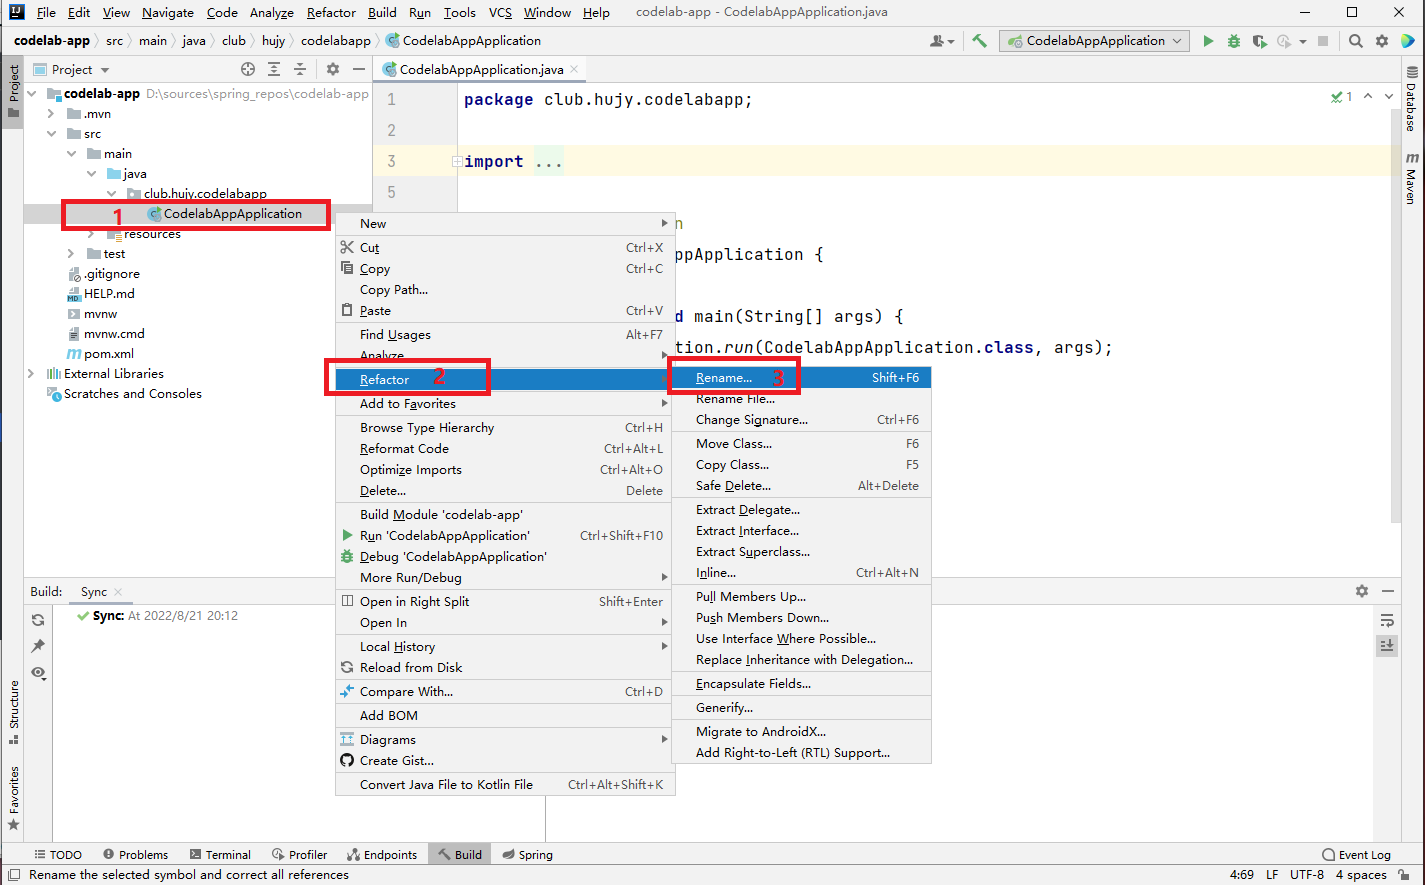 File Edit View Navigate Code Analyze Refactor Build Run Tools VCS Window Help codelab-app - CodelabAppApplication.java
codelab-app src main java club hujy codelabapp CodelabAppApplication CodelabAppApplication
Project
CodelabAppApplication.java
codelab-app D:\sources\spring_repos\codelab-app
.mvn
src
main
java
club.hujy.codelabapp
1 CodelabAppApplication
resources
test
.gitignore
HELP.md
mvnw
mvnw.cmd
pom.xml
External Libraries
Scratches and Consoles
1 package club.hujy.codelabapp;
2
3 import ...
5
n
ppApplication {
d main(String[] args) {
tion.run(CodelabAppApplication.class, args);
1
New
Cut Ctrl+X
Copy Ctrl+C
Copy Path...
Paste Ctrl+V
Find Usages Alt+F7
Analyze
Refactor 2
Add to Favorites
Browse Type Hierarchy Ctrl+H
Reformat Code Ctrl+Alt+L
Optimize Imports Ctrl+Alt+O
Delete... Delete
Build Module 'codelab-app'
Run 'CodelabAppApplication' Ctrl+Shift+F10
Debug 'CodelabAppApplication'
More Run/Debug
Open in Right Split Shift+Enter
Open In
Local History
Reload from Disk
Compare With... Ctrl+D
Add BOM
Diagrams
Create Gist...
Convert Java File to Kotlin File Ctrl+Alt+Shift+K
Rename... 3 Shift+F6
Rename File...
Change Signature... Ctrl+F6
Move Class... F6
Copy Class... F5
Safe Delete... Alt+Delete
Extract Delegate...
Extract Interface...
Extract Superclass...
Inline... Ctrl+Alt+N
Pull Members Up...
Push Members Down...
Use Interface Where Possible...
Replace Inheritance with Delegation...
Encapsulate Fields...
Generify...
Migrate to AndroidX...
Add Right-to-Left (RTL) Support...
Build: Sync
Sync: At 2022/8/21 20:12
Project
Structure
Favorites
Database
Maven
TODO Problems Terminal Profiler Endpoints Build Spring Event Log
Rename the selected symbol and correct all references 4:69 LF UTF-8 4 spaces